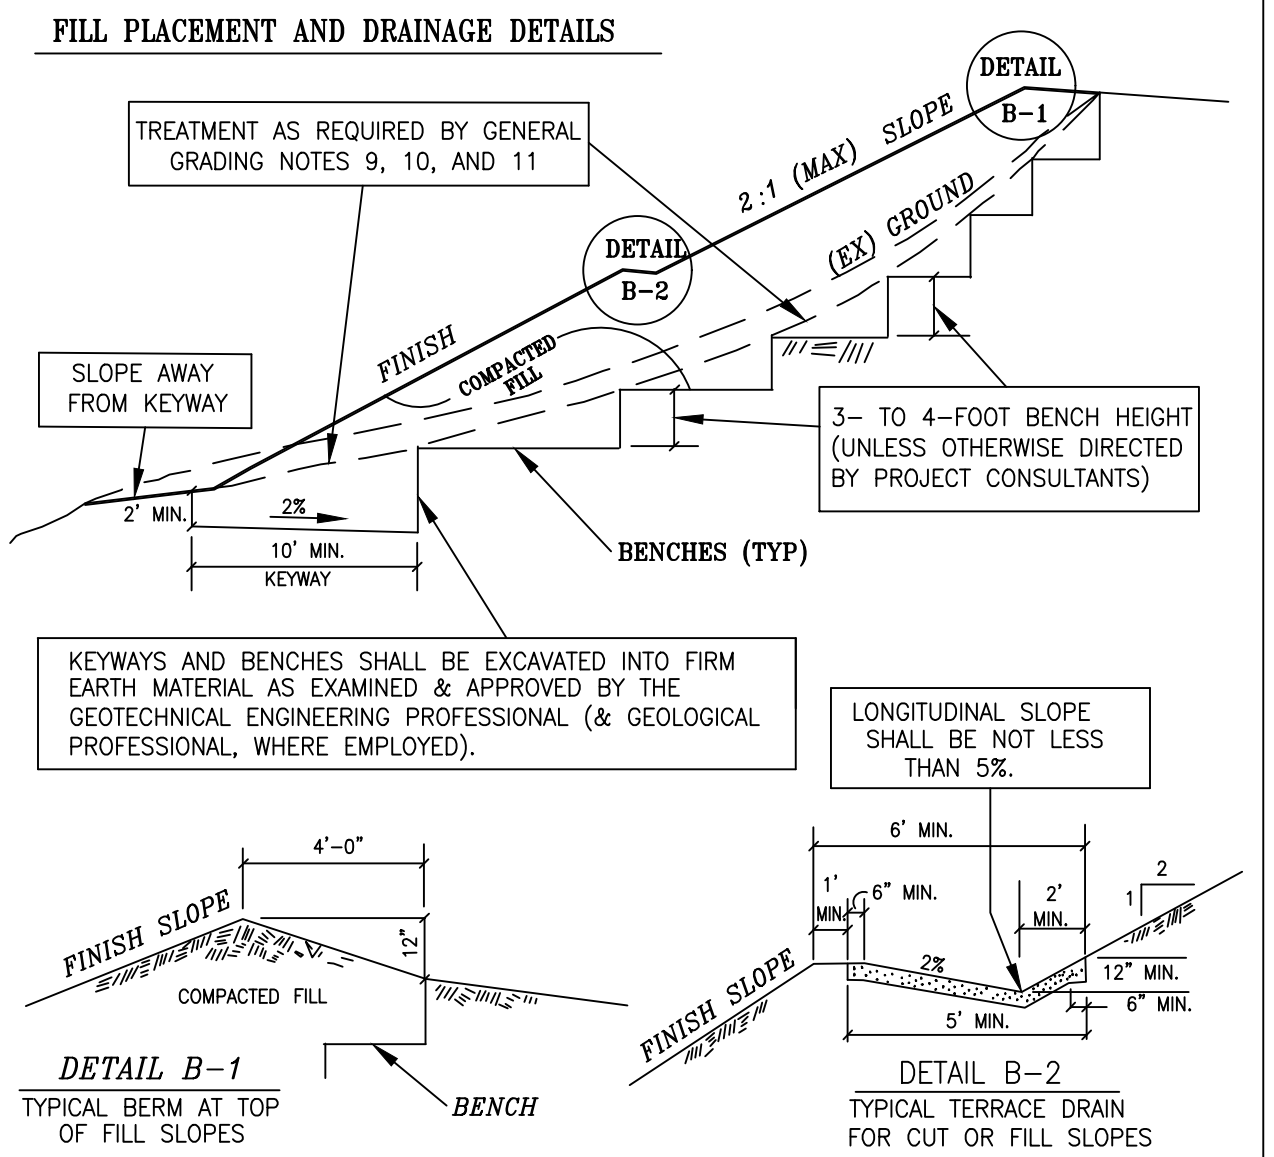 FILL PLACEMENT AND DRAINAGE DETAILS
DETAIL
B-1
TREATMENT AS REQUIRED BY GENERAL
GRADING NOTES 9, 10, AND 11
2:1 (MAX) SLOPE
(EX) GROUND
DETAIL
B-2
FINISH
COMPACTED
FILL
SLOPE AWAY
FROM KEYWAY
3- TO 4-FOOT BENCH HEIGHT
(UNLESS OTHERWISE DIRECTED
BY PROJECT CONSULTANTS)
2' MIN.
2%
10' MIN.
KEYWAY
BENCHES (TYP)
KEYWAYS AND BENCHES SHALL BE EXCAVATED INTO FIRM
EARTH MATERIAL AS EXAMINED & APPROVED BY THE
GEOTECHNICAL ENGINEERING PROFESSIONAL (& GEOLOGICAL
PROFESSIONAL, WHERE EMPLOYED).
LONGITUDINAL SLOPE
SHALL BE NOT LESS
THAN 5%.
4'-0"
FINISH SLOPE
12"
COMPACTED FILL
DETAIL B-1
TYPICAL BERM AT TOP
OF FILL SLOPES
BENCH
6' MIN.
1'
MIN.
6" MIN.
2'
MIN.
2
1
2%
FINISH SLOPE
12" MIN.
6" MIN.
5' MIN.
DETAIL B-2
TYPICAL TERRACE DRAIN
FOR CUT OR FILL SLOPES